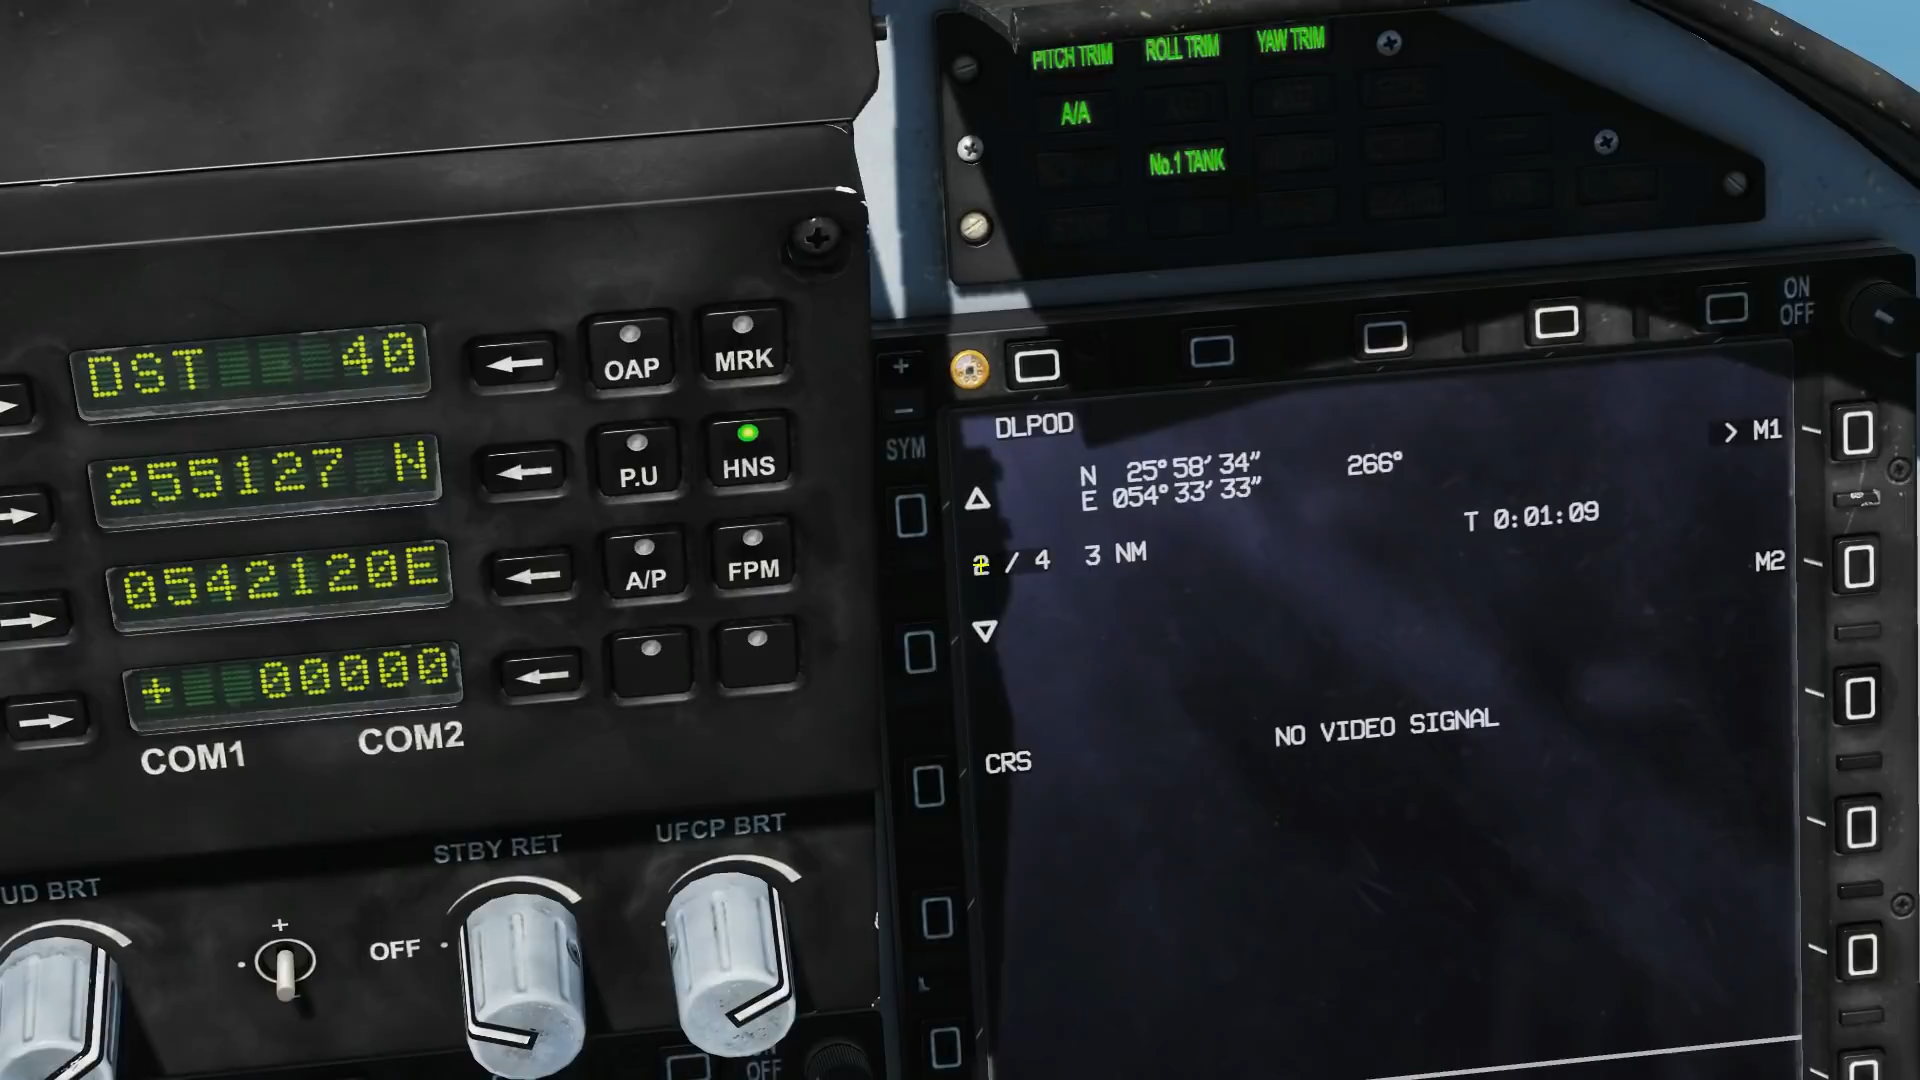 PITCH TRIM ROLL TRIM YAW TRIM
A/A
No.1 TANK
DST 40
255127 N
0542120E
+ 00000
OAP MRK
P.U HNS
A/P FPM
COM1 COM2
UD BRT
+
OFF
STBY RET
UFCP BRT
ON
OFF
+
-
SYM
DLPOD
N 25° 58′ 34″ 266°
E 054° 33′ 33″
T 0:01:09
2 / 4 3 NM
CRS
NO VIDEO SIGNAL
> M1
M2
ON
OFF